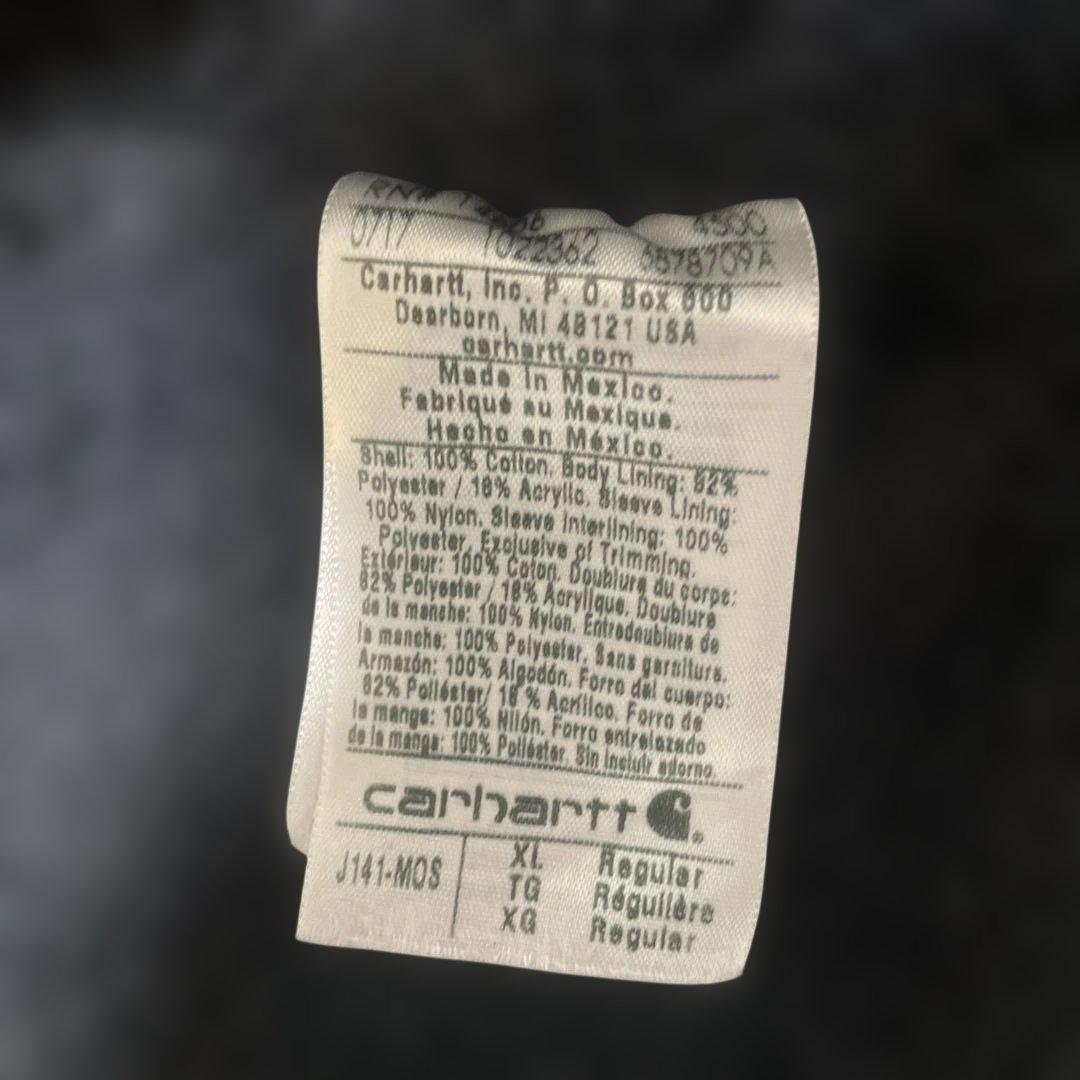 RN# 14806 4300
0717 1022362 6878709A
Carhartt, Inc. P. O. Box 600
Dearborn, MI 48121 USA
carhartt.com
Made in Mexico.
Fabriqué au Mexique.
Hecho en México.
Shell: 100% Cotton. Body Lining: 82%
Polyester / 18% Acrylic. Sleeve Lining:
100% Nylon. Sleeve Interlining: 100%
Polyester. Exclusive of Trimming.
Extérieur: 100% Coton. Doublure du corps:
82% Polyester / 18% Acrylique. Doublure
de la manche: 100% Nylon. Entredoublure de
la manche: 100% Polyester. Sans garniture.
Armazón: 100% Algodón. Forro del cuerpo:
82% Poliéster/ 18 % Acrílico. Forro de
la manga: 100% Nilón. Forro entrelazado
de la manga: 100% Poliéster. Sin incluir adorno.
carhartt
J141-MOS XL Regular
TG Régulière
XG Regular